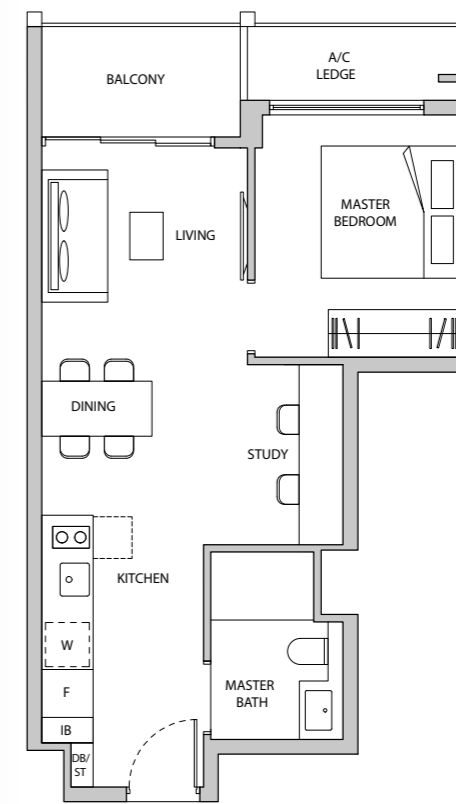 BALCONY
A/C
LEDGE
LIVING
MASTER
BEDROOM
DINING
STUDY
KITCHEN
W
F
IB
DB/
ST
MASTER
BATH